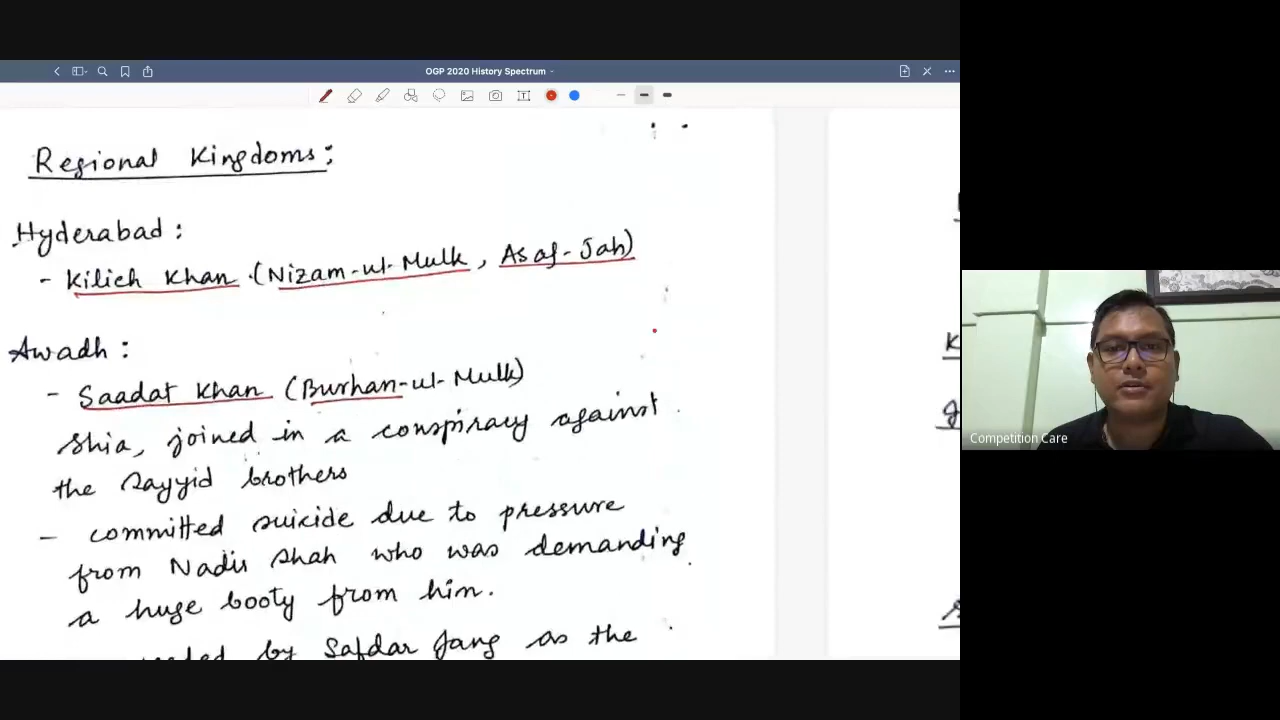 OGP 2020 History Spectrum
Regional Kingdoms:
Hyderabad:
- Kilich Khan (Nizam-ul-Mulk, Asaf-Jah)
Awadh:
- Saadat Khan (Burhan-ul-Mulk)
Shia, joined in a conspiracy against
the Sayyid brothers
- committed suicide due to pressure
from Nadir Shah who was demanding
a huge booty from him.
by Safdar Jang as the
Competition Care